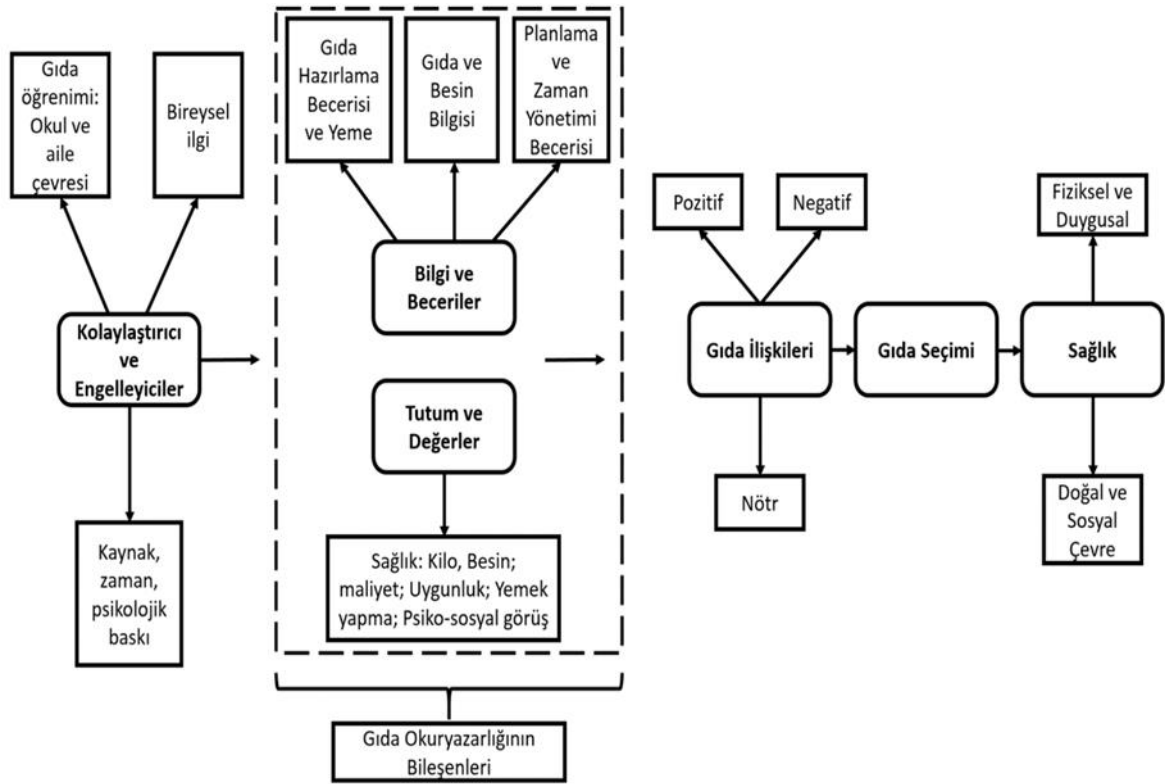 Gıda
öğrenimi:
Okul ve
aile
çevresi)
Bireysel
ilgi
Kolaylaştırıcı
ve
Engelleyiciler
Kaynak,
zaman,
psikolojik
baskı
Gıda
Hazırlama
Becerisi
ve Yeme
Gıda ve
Besin
Bilgisi
Planlama
ve
Zaman
Yönetimi
Becerisi
Bilgi ve
Beceriler
Tutum ve
Değerler
Sağlık: Kilo, Besin;
maliyet; Uygunluk; Yemek
yapma; Psiko-sosyal görüş
Gıda Okuryazarlığının
Bileşenleri
Pozitif
Negatif
Gıda İlişkileri
Nötr
Gıda Seçimi
Fiziksel ve
Duygusal
Sağlık
Doğal ve
Sosyal
Çevre